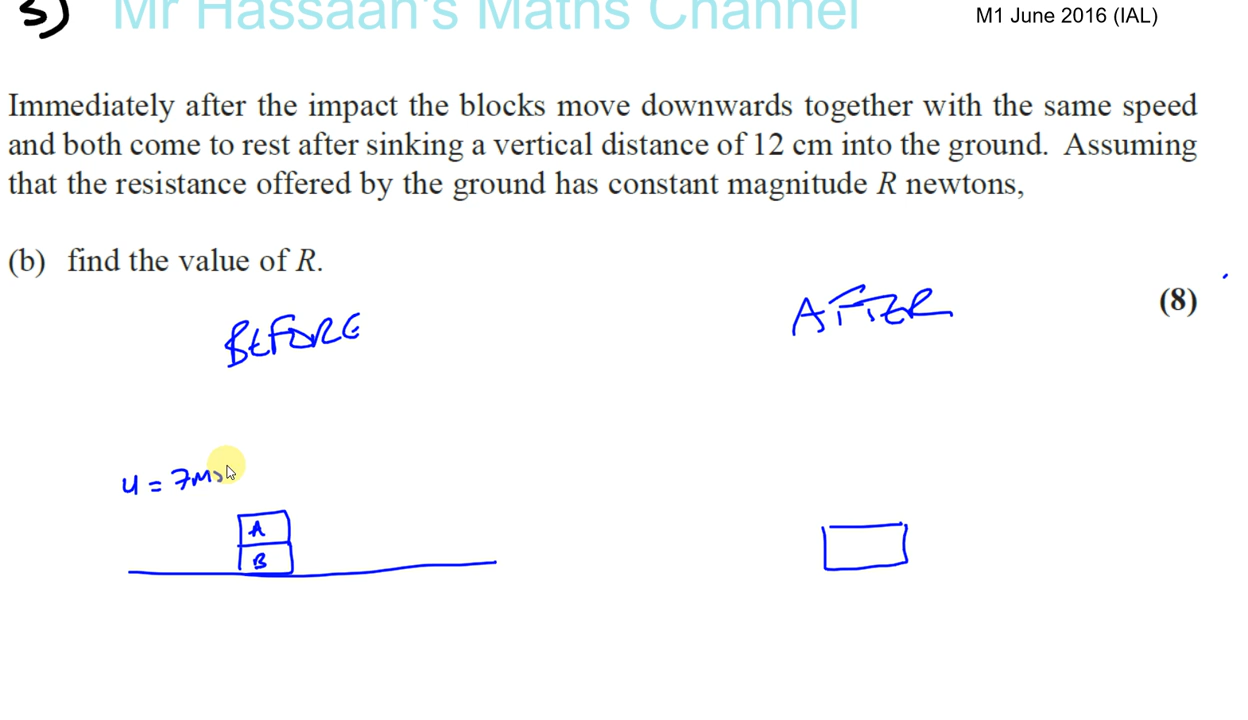 3) Mr Hassaan's Maths Channel
M1 June 2016 (IAL)
Immediately after the impact the blocks move downwards together with the same speed
and both come to rest after sinking a vertical distance of 12 cm into the ground. Assuming
that the resistance offered by the ground has constant magnitude R newtons,
(b) find the value of R.
(8)
BEFORE
AFTER
u = 7ms
A
B